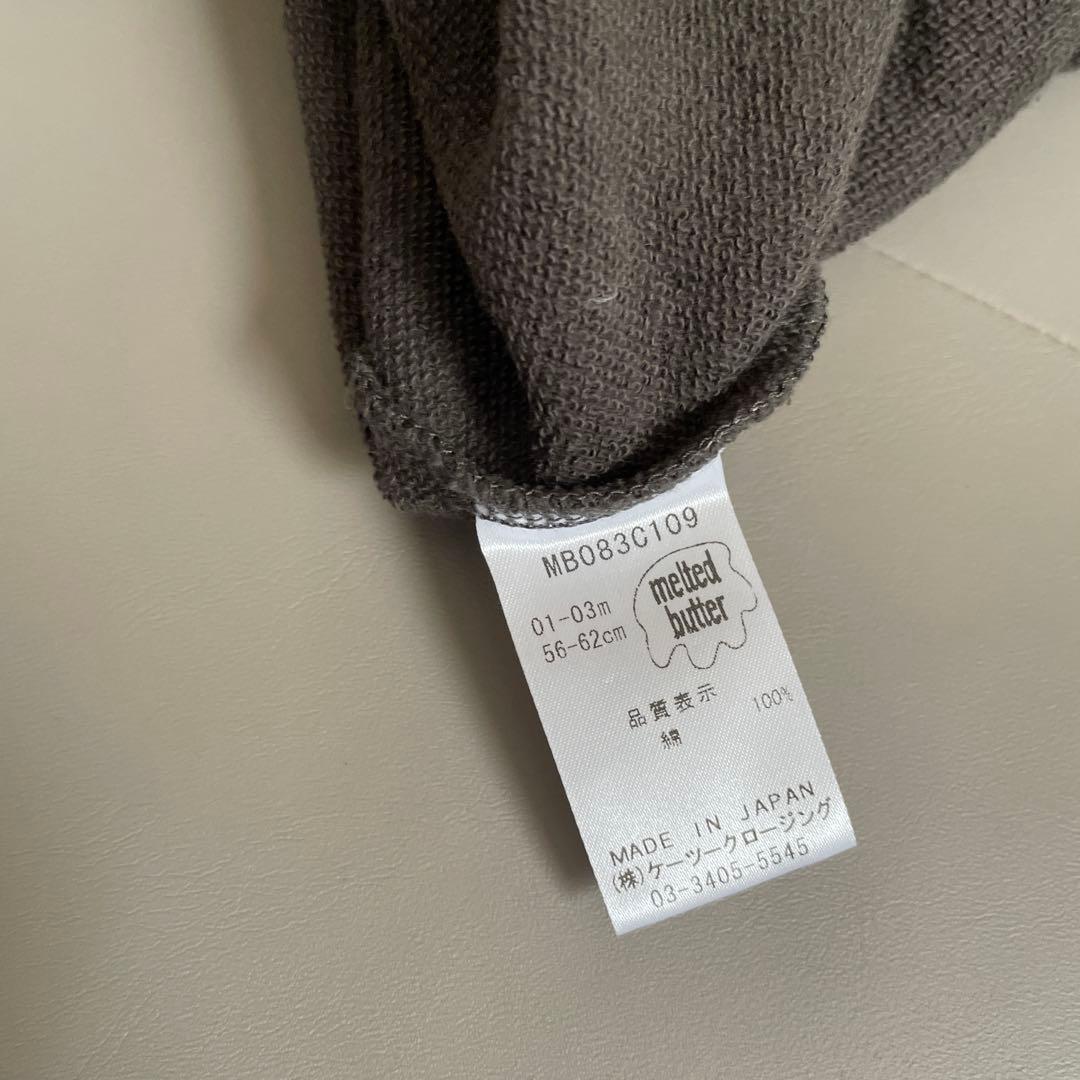 MB083C109
01-03m
56-62cm
melted
butter
品質表示
綿 100%
MADE IN JAPAN
(株)ケーツークロージング
03-3405-5545